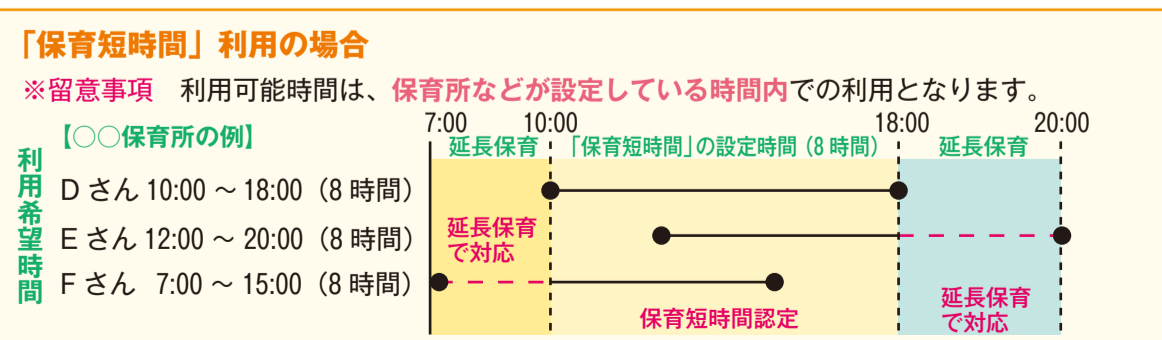 「保育短時間」利用の場合
※留意事項　利用可能時間は、保育所などが設定している時間内での利用となります。
【○○保育所の例】
7:00 10:00 18:00 20:00
延長保育 「保育短時間」の設定時間（8 時間） 延長保育
利用希望時間
D さん 10:00 ～ 18:00（8 時間）
E さん 12:00 ～ 20:00（8 時間）
F さん 7:00 ～ 15:00（8 時間）
延長保育
で対応
保育短時間認定
延長保育
で対応